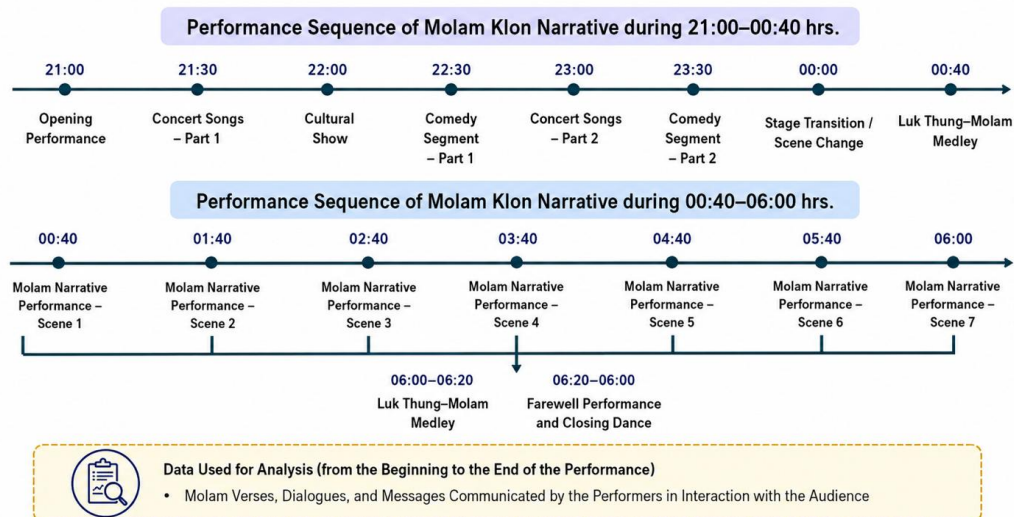 Performance Sequence of Molam Klon Narrative during 21:00–00:40 hrs.
21:00
21:30
22:00
22:30
23:00
23:30
00:00
00:40
Opening
Performance
Concert Songs
– Part 1
Cultural
Show
Comedy
Segment
– Part 1
Concert Songs
– Part 2
Comedy
Segment
– Part 2
Stage Transition /
Scene Change
Luk Thung–Molam
Medley
Performance Sequence of Molam Klon Narrative during 00:40–06:00 hrs.
00:40
01:40
02:40
03:40
04:40
05:40
06:00
Molam Narrative
Performance –
Scene 1
Molam Narrative
Performance –
Scene 2
Molam Narrative
Performance –
Scene 3
Molam Narrative
Performance –
Scene 4
Molam Narrative
Performance –
Scene 5
Molam Narrative
Performance –
Scene 6
Molam Narrative
Performance –
Scene 7
06:00–06:20
Luk Thung–Molam
Medley
06:20–06:00
Farewell Performance
and Closing Dance
Data Used for Analysis (from the Beginning to the End of the Performance)
• Molam Verses, Dialogues, and Messages Communicated by the Performers in Interaction with the Audience